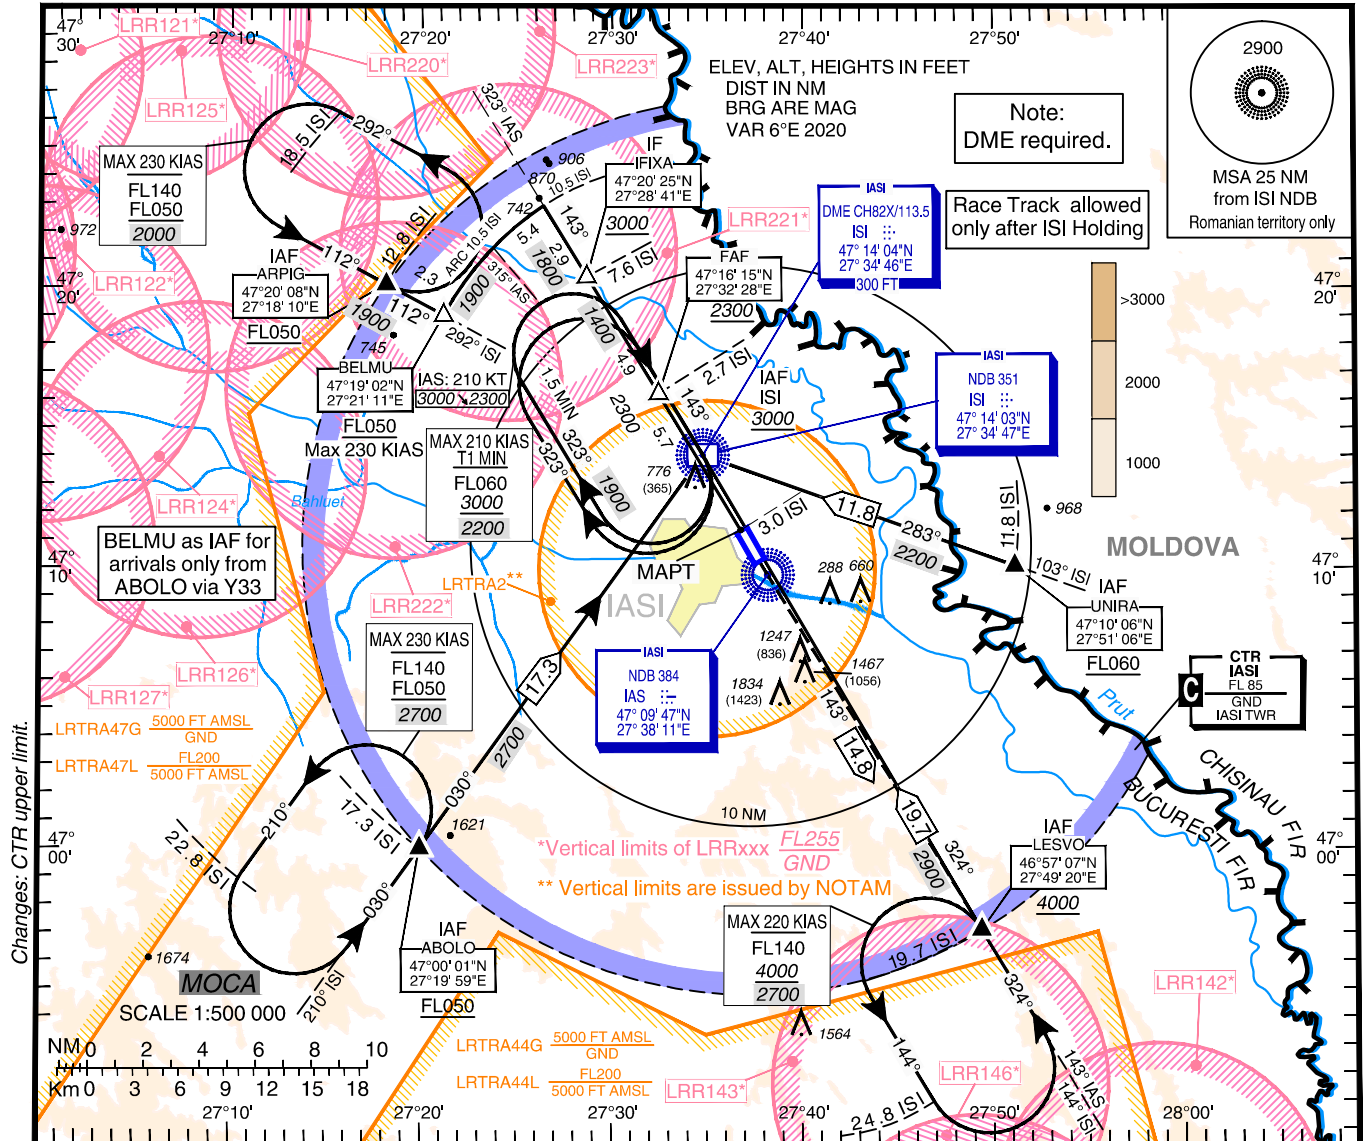 47°
30'
27°10'
27°20'
27°30'
27°40'
27°50'
LRR121*
LRR220*
LRR223*
LRR125*
ELEV, ALT, HEIGHTS IN FEET
DIST IN NM
BRG ARE MAG
VAR 6°E 2020
Note:
DME required.
2900
MSA 25 NM
from ISI NDB
Romanian territory only
Race Track allowed
only after ISI Holding
MAX 230 KIAS
FL140
FL050
2000
18.5 ISI
292°
112°
323° IAS
906
870
10.5 ISI
742
IF
IFIXA
47°20' 25"N
27°28' 41"E
3000
7.6 ISI
LRR221*
IASI
DME CH82X/113.5
ISI
47° 14' 04"N
27° 34' 46"E
300 FT
972
LRR122*
47°
20'
IAF
ARPIG
47°20' 08"N
27°18' 10"E
FL050
12.8 ISI
2.3
ARC 10.5 ISI
5.4
143°
2.9
1800
1900
315° IAS
112°
292° ISI
1900
745
FAF
47°16' 15"N
27°32' 28"E
2300
1400
4.9
2.7 ISI
47°
20'
>3000
2000
1000
BELMU
47°19' 02"N
27°21' 11"E
FL050
Max 230 KIAS
IAS: 210 KT
3000 2300
1.5 MIN
2300
143°
5.7
IAF
ISI
3000
IASI
NDB 351
ISI
47° 14' 03"N
27° 34' 47"E
MAX 210 KIAS
T1 MIN
FL060
3000
2200
323°
323°
1900
776
(365)
LRR124*
Bahluet
BELMU as IAF for
arrivals only from
ABOLO via Y33
47°
10'
3.0 ISI
11.8
283°
2200
11.8 ISI
968
MOLDOVA
103° ISI
47°
10'
IAF
UNIRA
47°10' 06"N
27°51' 06"E
FL060
MAPT
IASI
LRTRA2**
LRR222*
288
660
LRR126*
LRR127*
MAX 230 KIAS
FL140
FL050
2700
17.3
2700
030°
IASI
NDB 384
IAS
47° 09' 47"N
27° 38' 11"E
1247
(836)
1467
(1056)
1834
(1423)
143°
14.8
Prut
C
CTR
IASI
FL 85
GND
IASI TWR
CHISINAU FIR
BUCURESTI FIR
LRTRA47G 5000 FT AMSL
GND
LRTRA47L FL200
5000 FT AMSL
Changes: CTR upper limit.
210°
17.3 ISI
22.8 ISI
030°
210° ISI
1621
10 NM
*Vertical limits of LRRxxx FL255
GND
** Vertical limits are issued by NOTAM
19.7
324°
2900
IAF
LESVO
46°57' 07"N
27°49' 20"E
4000
47°
00'
47°
00'
IAF
ABOLO
47°00' 01"N
27°19' 59"E
FL050
MAX 220 KIAS
FL140
4000
2700
19.7 ISI
1674
MOCA
SCALE 1:500 000
NM 0 2 4 6 8 10
Km 0 3 6 9 12 15 18
LRTRA44G 5000 FT AMSL
GND
LRTRA44L FL200
5000 FT AMSL
1564
LRR143*
LRR146*
LRR142*
324°
144°
143° IAS
144° ISI
24.8 ISI
27°10'
27°20'
27°30'
27°40'
27°50'
28°00'